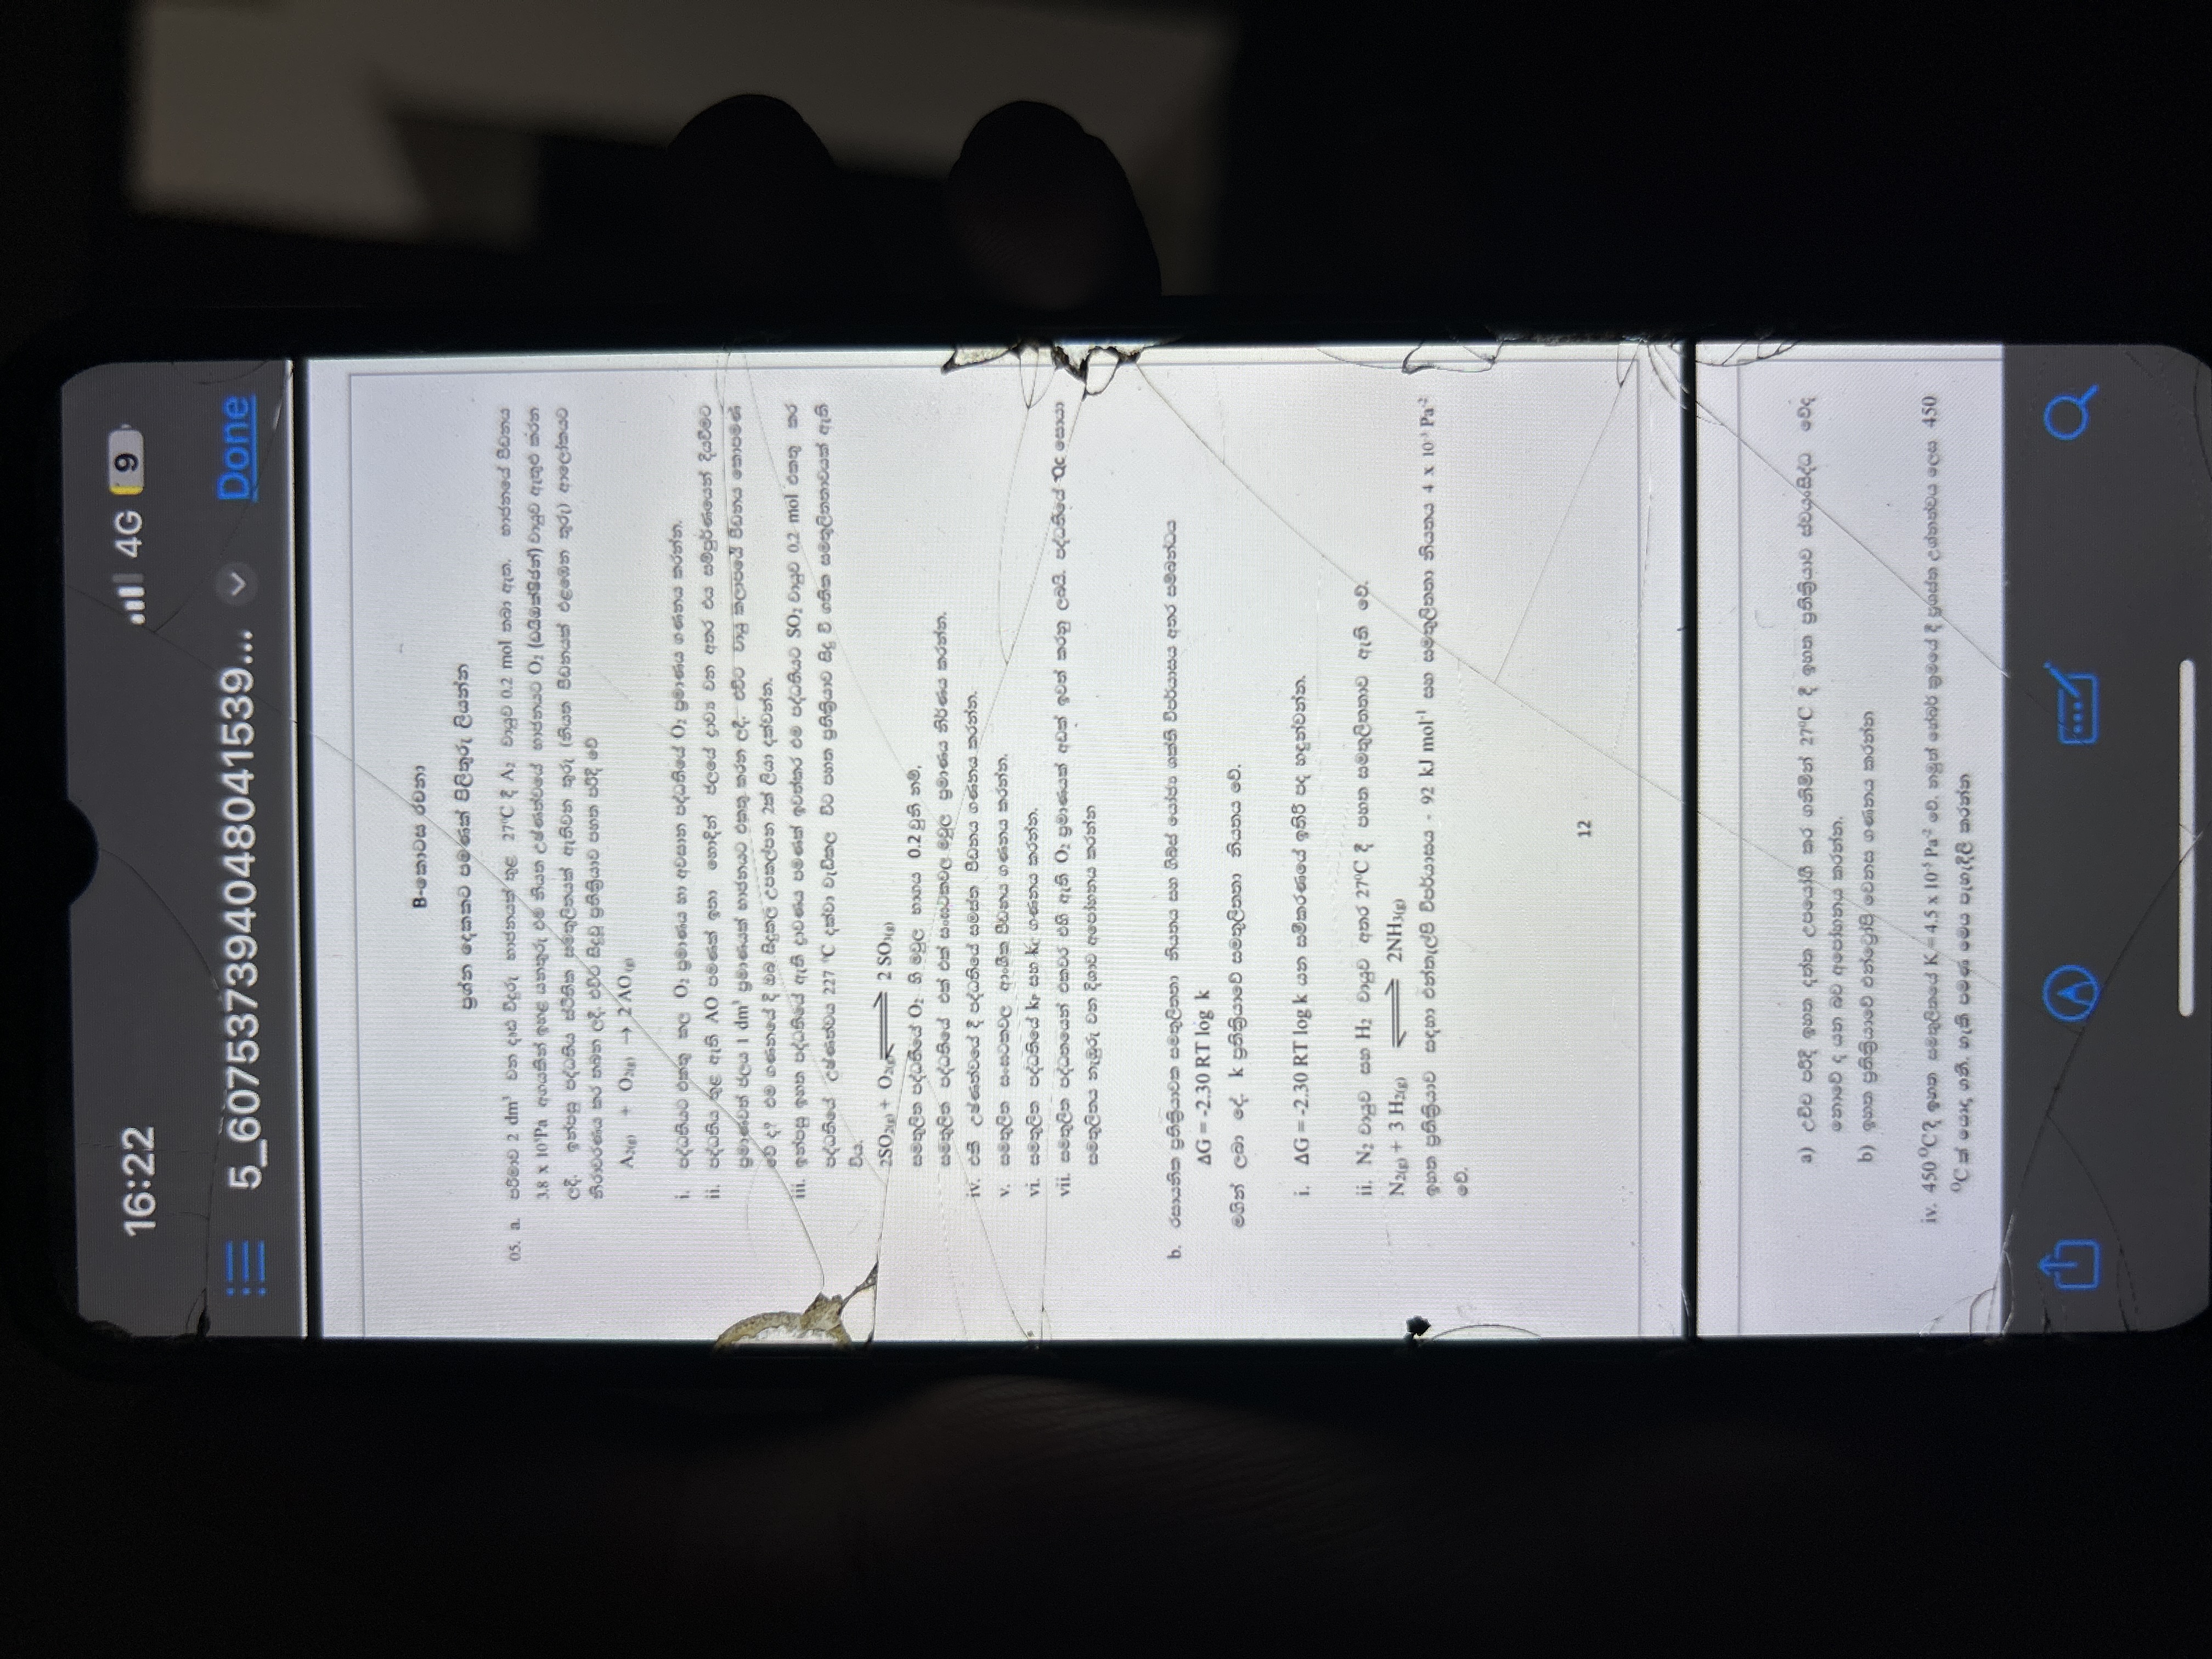 16:22
4G 9
5_607537394048041539...
Done
B-කොටස රචනා
ප්‍රශ්න දෙකකට පමණක් පිලිතුරු ලියන්න
05. a. පරිමාව 2 dm³ වන දෘඪ විදුරු භාජනයක් තුළ 27⁰C දී A₂ වායුව 0.2 mol තබා ඇත. භාජනයේ පීඩනය
3.8 x අගයකින් ඉහළ යනතුරු එම නියත උෂ්ණත්වයේ භාජනයට O₂ (ඩයිඔක්සිජන්) වායුව ඇතුළු කරන
ලදී. ඉන්පසු පද්ධතිය ස්ථිතික සමතුලිතයක් ඇතිවන තුරු (නියත පීඩනයක් එළඹෙන තුරු) ආලෝකයට
නිරාවරණය කර තබන ලදී. එවිට සිදුවූ ප්‍රතික්‍රියාව පහත පරිදි වේ
A₂(g) + O₂(g) → 2 AO(g)
i. පද්ධතියට එකතු කල O₂ ප්‍රමාණය හා අවසාන පද්ධතියේ O₂ ප්‍රමාණය ගණනය කරන්න.
ii. පද්ධතිය තුළ ඇති AO පමණක් ඉතා හොඳින් ජලයේ ද්‍රාව්‍ය වන අතර එය සම්පූර්ණයෙන් දියවීමට
ප්‍රමාණවත් ජලය 1 dm³ ප්‍රමාණයක් භාජනයට එකතු කරන ලදී. එවිට වායු කලාපයේ පීඩනය කොපමණ
වේ ද? එම ගණනයේ දී ඔබ සිදුකල උපකල්පන 2ක් ලියා දක්වන්න.
iii. ඉන්පසු ඉහත පද්ධතියේ ඇති ද්‍රාවණය පමණක් ඉවත්කර එම පද්ධතියට SO₂ වායුව 0.2 mol එකතු කර
පද්ධතියේ උෂ්ණත්වය 227 ⁰C දක්වා වැඩිකල විට පහත ප්‍රතික්‍රියාව සිදු වී ගතික සමතුලිතතාවයක් ඇති
විය.
2SO₂(g) + O₂(g) ⇌ 2 SO₃(g)
සමතුලිත පද්ධතියේ O₂ හි මවුල භාගය 0.2 වුනි නම්,
සමතුලිත පද්ධතියේ එක් එක් සංඝටකවල මවුල ප්‍රමාණය නිර්ණය කරන්න.
iv. එකී උෂ්ණත්වයේ දී පද්ධතියේ සමස්ත පීඩනය ගණනය කරන්න.
v. සමතුලිත සංඝටකවල ආංශික පීඩනය ගණනය කරන්න.
vi. සමතුලිත පද්ධතියේ kₚ සහ k꜀ ගණනය කරන්න.
vii. සමතුලිත පද්ධතයෙන් එකවර එහි ඇති O₂ ප්‍රමාණයක් අඩක් ඉවත් කරනු ලබයි. පද්ධතියේ Qc සොයා
සමතුලිතය නැඹුරු වන දිශාව අපෝහනය කරන්න
b. රසායනික ප්‍රතික්‍රියාවක සමතුලිතතා නියතය සහ ගිබ්ස් යෝජ්‍ය ශක්ති විපර්යාසය අතර සම්බන්ධය
ΔG = -2.30 RT log k
මගින් ලබා දේ. k ප්‍රතික්‍රියාවේ සමතුලිතතා නියතය වේ.
i. ΔG = -2.30 RT log k යන සමීකරණයේ ඉතිරි පද හඳුන්වන්න.
ii. N₂ වායුව සහ H₂ වායුව අතර 27⁰C දී පහත සමතුලිතතාව ඇති වේ.
N₂(g) + 3 H₂(g) ⇌ 2NH₃(g)
ඉහත ප්‍රතික්‍රියාව සඳහා එන්තැල්පි විපර්යාසය - 92 kJ mol⁻¹ සහ සමතුලිතතා නියතය 4 x Pa⁻²
වේ.
12
a) උචිච පරිදි ඉහත දත්ත උපයෝගී කර ගනිමින් 27⁰C දී ඉහත ප්‍රතික්‍රියාව ස්වයංසිද්ධ වේද
නොවේ ද යන බව අපෝහනය කරන්න.
b) ඉහත ප්‍රතික්‍රියාවේ එන්ට්‍රෝපි වෙනස ගණනය කරන්න
iv. 450 ⁰C දී ඉහත සමතුලිතයේ K = 4.5 x 10⁻⁵ Pa⁻² වේ. නමුත් හේබර් ක්‍රමයේ දී ප්‍රශස්ත උශ්නත්වය ලෙස 450
⁰C ක් යොදා ගනී. හැකි පමණ මෙය පැහැදිලි කරන්න